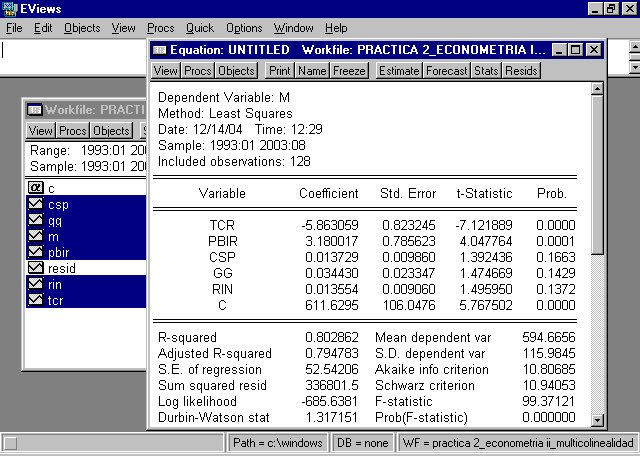 EViews
File Edit Objects View Procs Quick Options Window Help
Workfile: PRACTI
View Procs Objects
Range: 1993:01 200
Sample: 1993:01 200
c
csp
gg
m
pbir
resid
rin
tcr
Equation: UNTITLED Workfile: PRACTICA 2_ECONOMETRIA I...
View Procs Objects Print Name Freeze Estimate Forecast Stats Resids
Dependent Variable: M
Method: Least Squares
Date: 12/14/04 Time: 12:29
Sample: 1993:01 2003:08
Included observations: 128
Variable Coefficient Std. Error t-Statistic Prob.
TCR -5.863059 0.823245 -7.121889 0.0000
PBIR 3.180017 0.785623 4.047764 0.0001
CSP 0.013729 0.009860 1.392436 0.1663
GG 0.034430 0.023347 1.474669 0.1429
RIN 0.013554 0.009060 1.495950 0.1372
C 611.6295 106.0476 5.767502 0.0000
R-squared 0.802862 Mean dependent var 594.6656
Adjusted R-squared 0.794783 S.D. dependent var 115.9845
S.E. of regression 52.54206 Akaike info criterion 10.80685
Sum squared resid 336801.5 Schwarz criterion 10.94053
Log likelihood -685.6381 F-statistic 99.37121
Durbin-Watson stat 1.317151 Prob(F-statistic) 0.000000
Path = c:\windows DB = none WF = practica 2_econometria ii_multicolinealidad